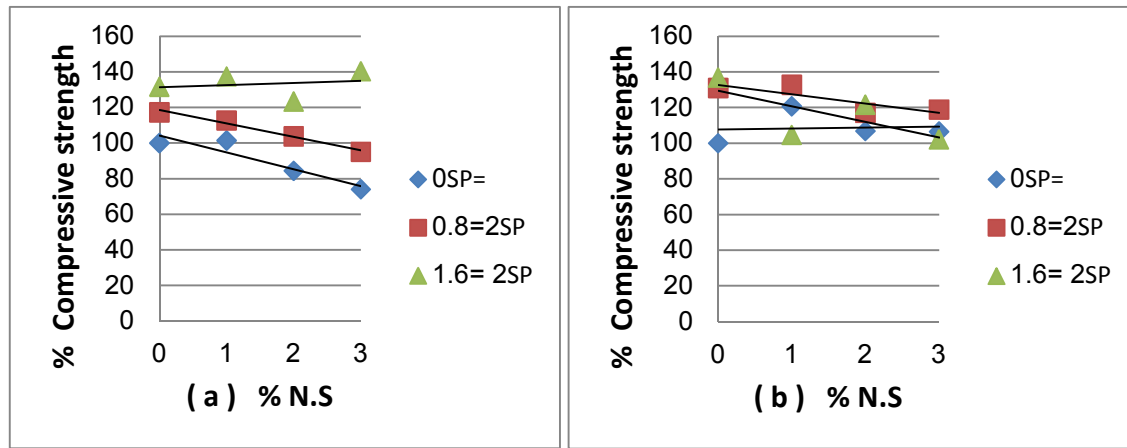 % Compressive strength
160
140
120
100
80
60
40
20
0
0 1 2 3
( a ) % N.S
0SP=
0.8=2SP
1.6= 2SP
% Compressive strength
160
140
120
100
80
60
40
20
0
0 1 2 3
( b ) % N.S
0SP=
0.8=2SP
1.6= 2SP